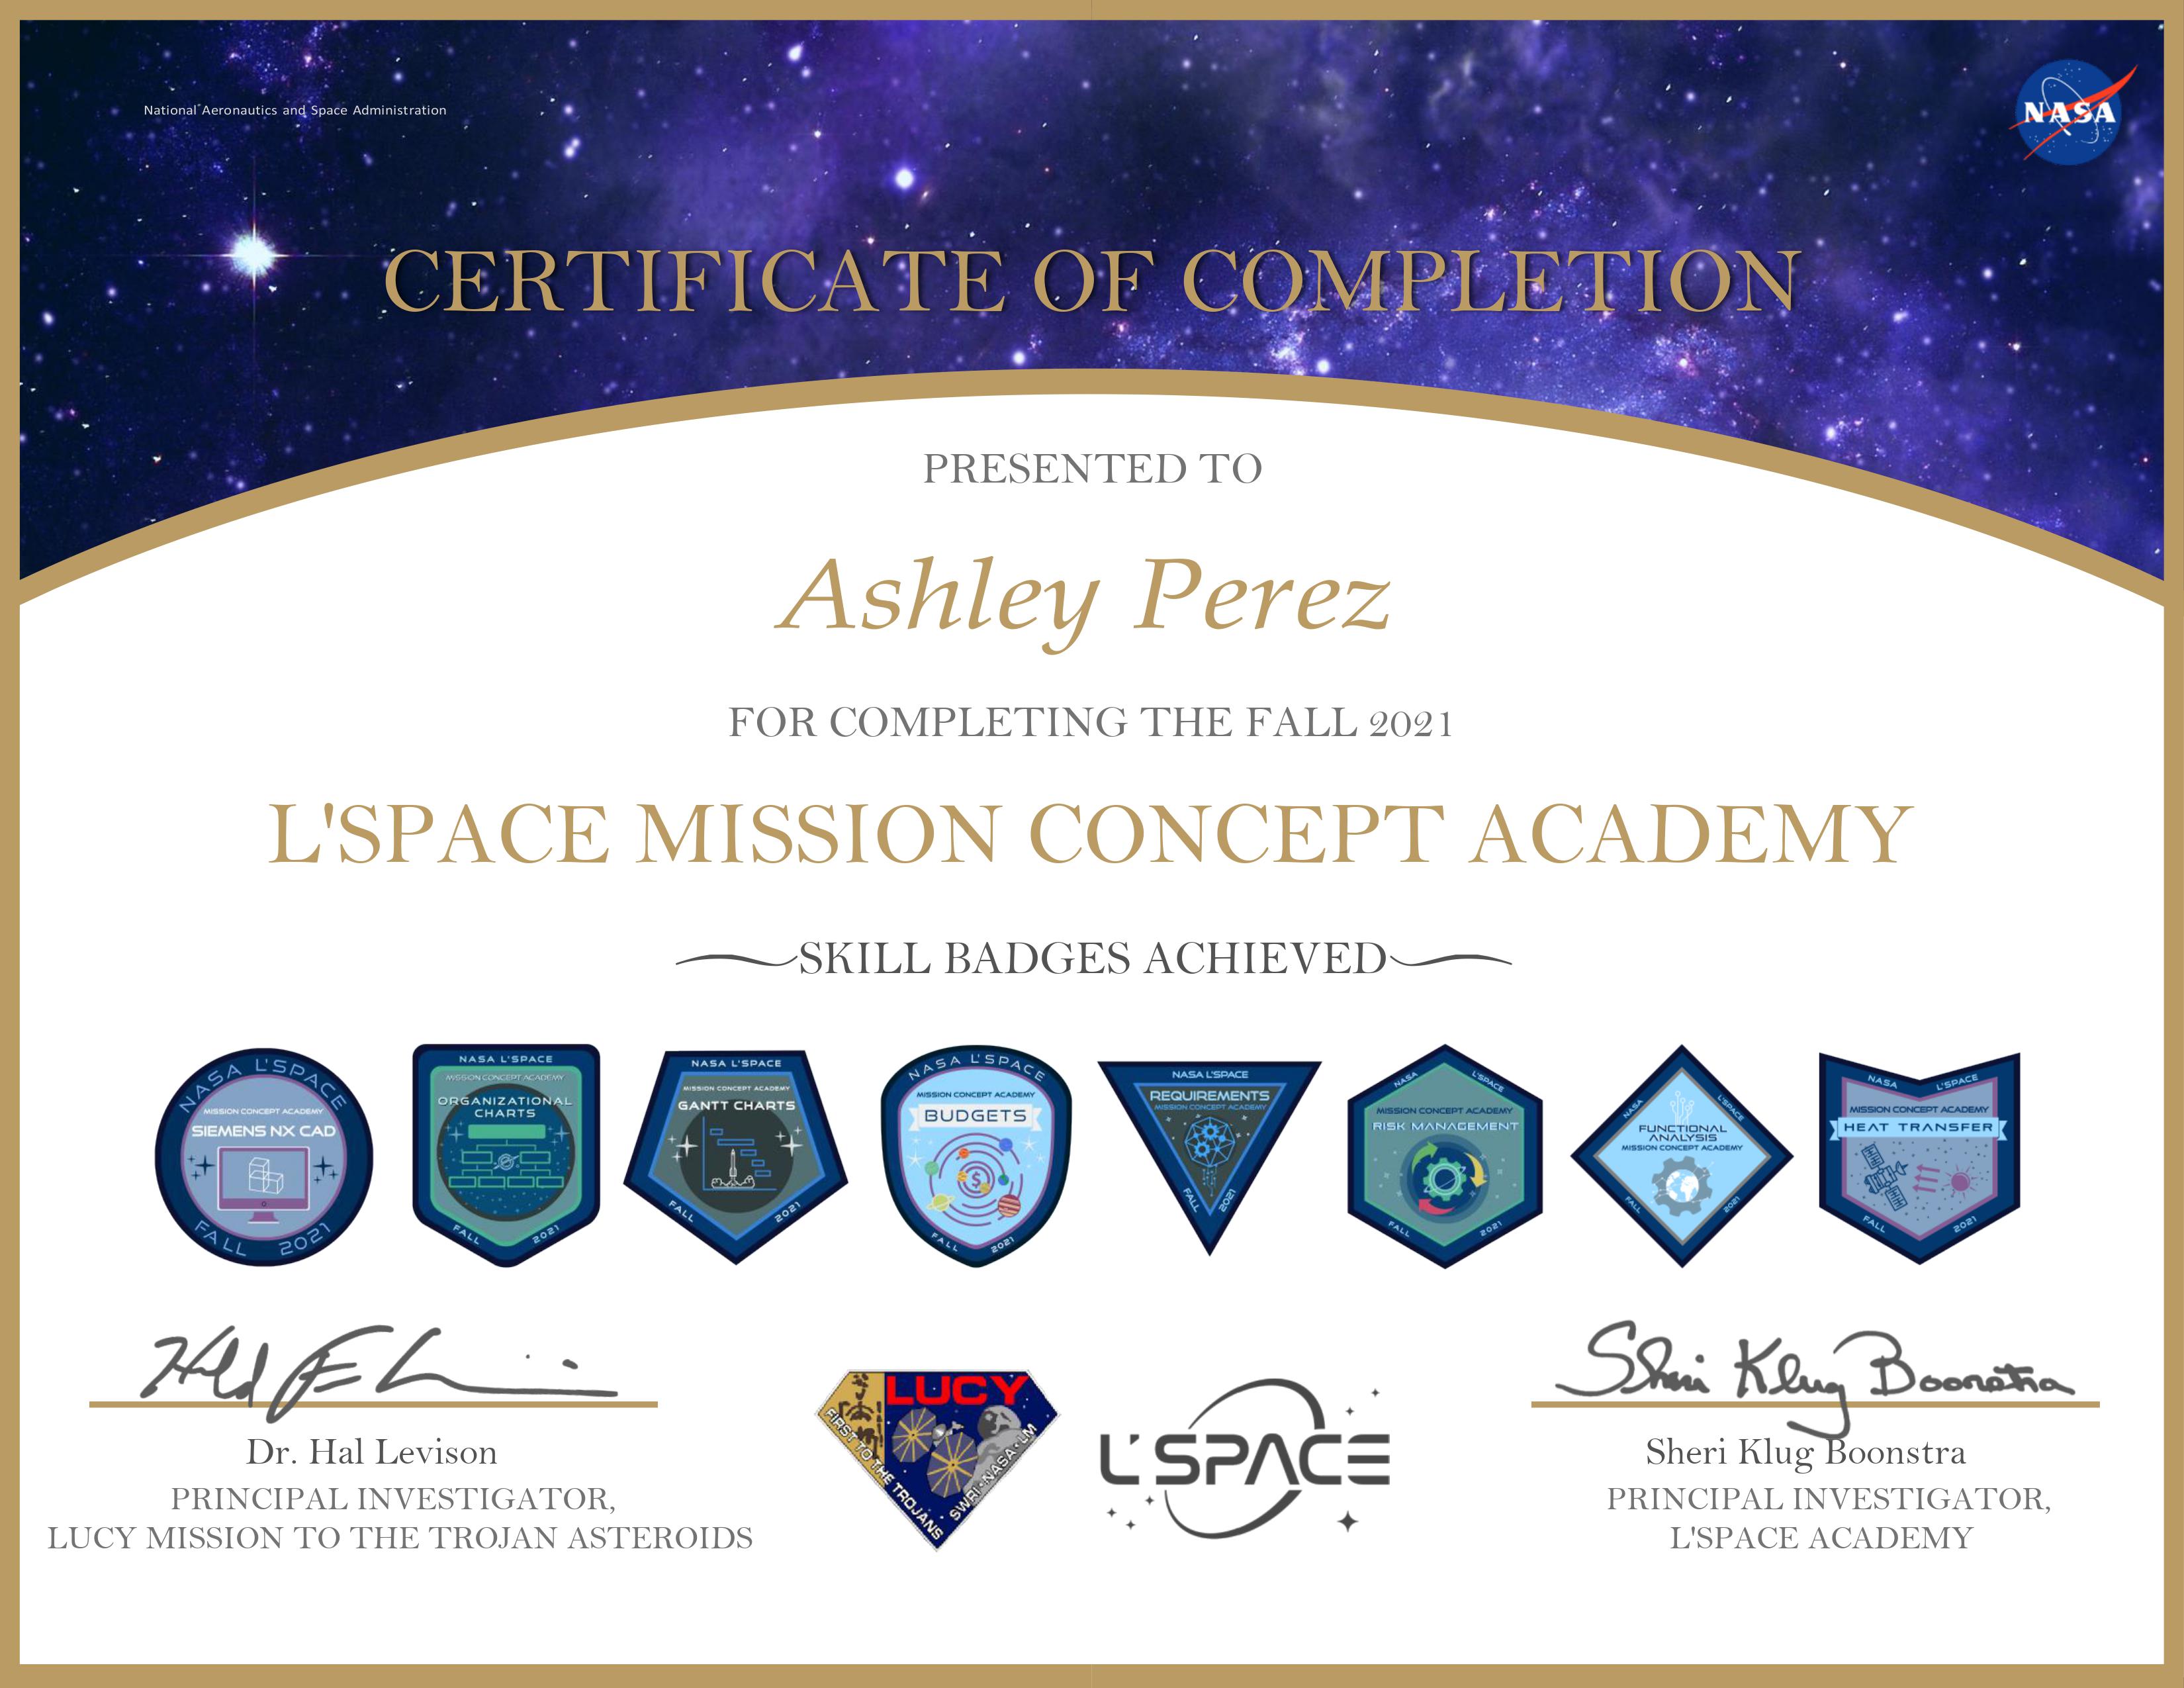 National Aeronautics and Space Administration
NASA
CERTIFICATE OF COMPLETION
PRESENTED TO
Ashley Perez
FOR COMPLETING THE FALL 2021
L'SPACE MISSION CONCEPT ACADEMY
SKILL BADGES ACHIEVED
NASA L'SPACE
MISSION CONCEPT ACADEMY
SIEMENS NX CAD
FALL 2021
NASA L'SPACE
MISSION CONCEPT ACADEMY
ORGANIZATIONAL
CHARTS
FALL 2021
NASA L'SPACE
MISSION CONCEPT ACADEMY
GANTT CHARTS
FALL 2021
NASA L'SPACE
MISSION CONCEPT ACADEMY
BUDGETS
$
FALL 2021
NASA L'SPACE
REQUIREMENTS
MISSION CONCEPT ACADEMY
FALL 2021
NASA L'SPACE
MISSION CONCEPT ACADEMY
RISK MANAGEMENT
FALL 2021
NASA L'SPACE
FUNCTIONAL
ANALYSIS
MISSION CONCEPT ACADEMY
FALL 2021
NASA L'SPACE
MISSION CONCEPT ACADEMY
HEAT TRANSFER
FALL 2021
Sheri Klug Boonstra
Dr. Hal Levison
PRINCIPAL INVESTIGATOR,
LUCY MISSION TO THE TROJAN ASTEROIDS
LUCY
FIRST TO THE TROJANS
SWRI•NASA•LM
L'SPACE
Sheri Klug Boonstra
PRINCIPAL INVESTIGATOR,
L'SPACE ACADEMY